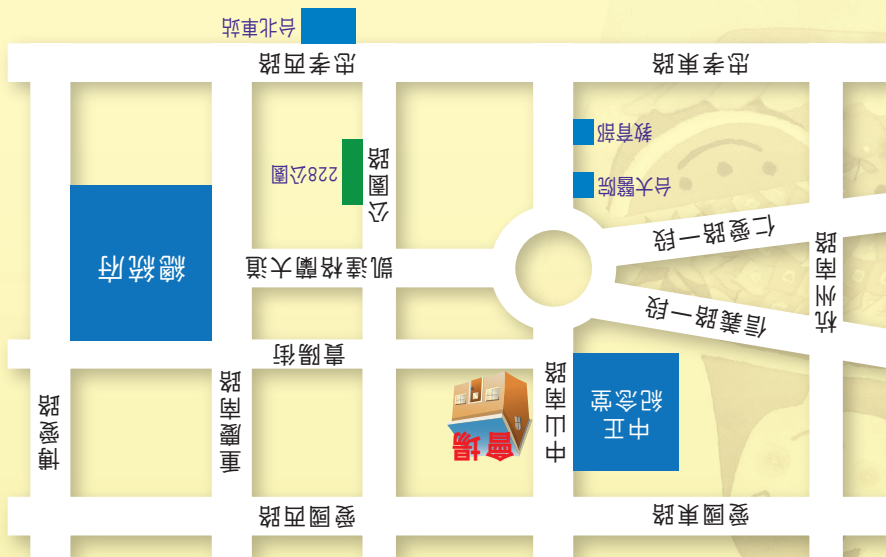 台北車站
忠孝西路
忠孝東路
教育部
228公園
公園路
台大醫院
仁愛路一段
總統府
凱達格蘭大道
杭州南路
信義路一段
貴陽街
博愛路
重慶南路
會場
中山南路
中正
紀念堂
愛國西路
愛國東路